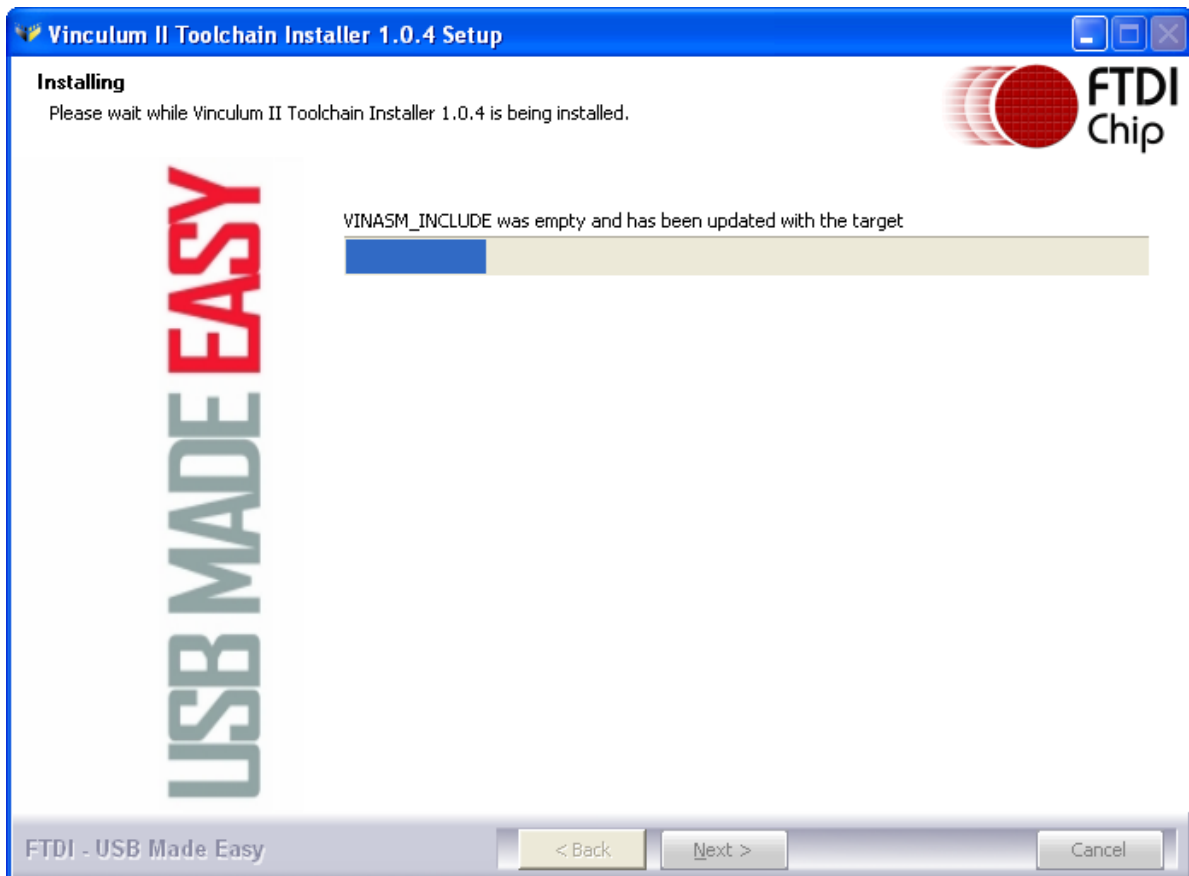 Vinculum II Toolchain Installer 1.0.4 Setup
Installing
Please wait while Vinculum II Toolchain Installer 1.0.4 is being installed.
FTDI
Chip
USB MADE EASY
VINASM_INCLUDE was empty and has been updated with the target
FTDI - USB Made Easy
< Back
Next >
Cancel